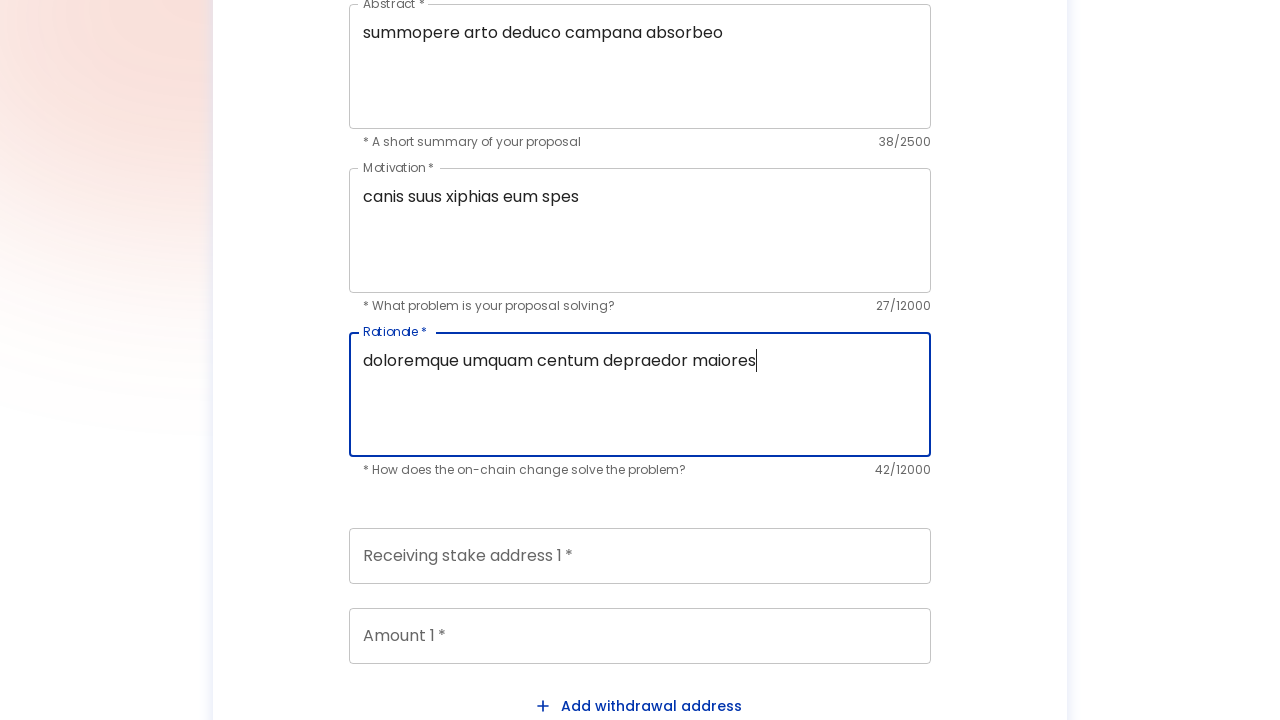 Abstract *
summopere arto deduco campana absorbeo
* A short summary of your proposal 38/2500
Motivation *
canis suus xiphias eum spes
* What problem is your proposal solving? 27/12000
Rationale *
doloremque umquam centum depraedor maiores
* How does the on-chain change solve the problem? 42/12000
Receiving stake address 1 *
Amount 1 *
+ Add withdrawal address